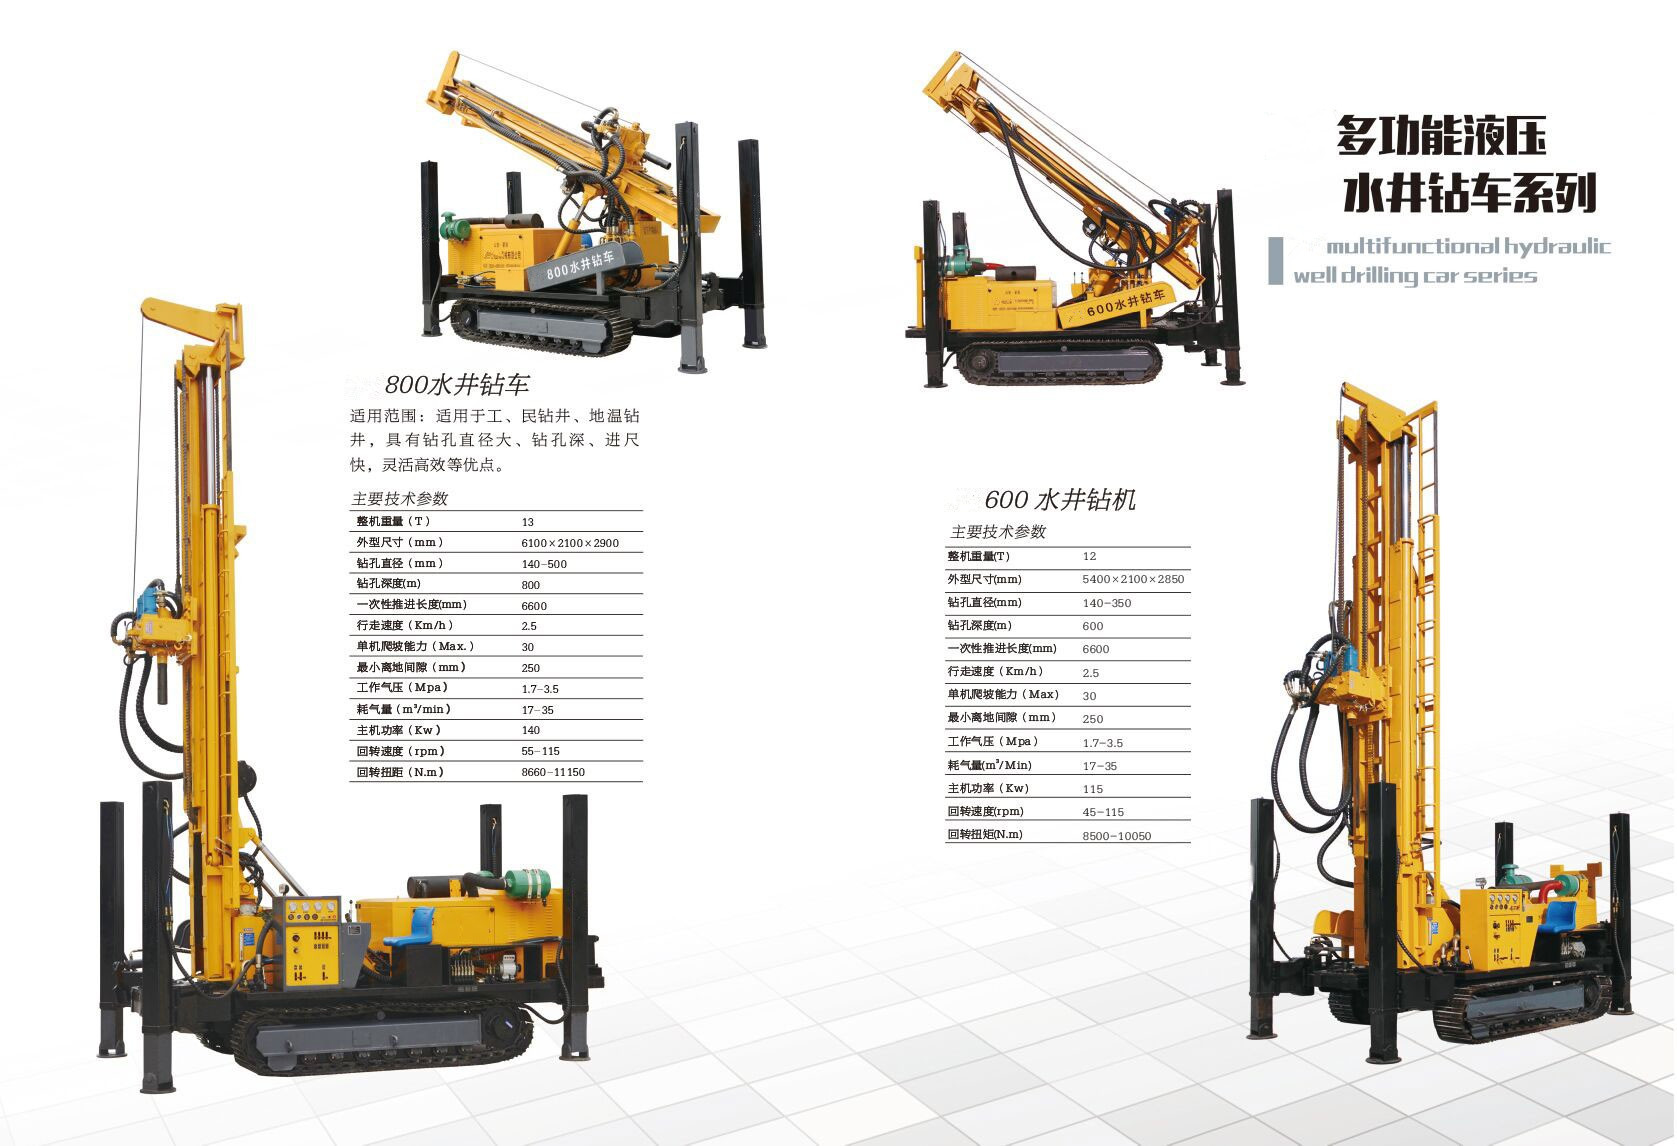 多功能液压
水井钻车系列
multifunctional hydraulic
well drilling car series
800水井钻车
800水井钻车
适用范围：适用于工、民钻井、地温钻
井，具有钻孔直径大、钻孔深、进尺
快，灵活高效等优点。
主要技术参数
整机重量（T） 13
外型尺寸（mm） 6100×2100×2900
钻孔直径（mm） 140-500
钻孔深度(m) 800
一次性推进长度(mm) 6600
行走速度（Km/h） 2.5
单机爬坡能力（Max.） 30
最小离地间隙（mm） 250
工作气压（Mpa） 1.7-3.5
耗气量（m³/min） 17-35
主机功率（Kw） 140
回转速度（rpm） 55-115
回转扭距（N.m） 8660-11150
600水井钻车
600 水井钻机
主要技术参数
整机重量(T) 12
外型尺寸(mm) 5400×2100×2850
钻孔直径(mm) 140-350
钻孔深度(m) 600
一次性推进长度(mm) 6600
行走速度（Km/h） 2.5
单机爬坡能力（Max） 30
最小离地间隙（mm） 250
工作气压（Mpa） 1.7-3.5
耗气量(m³/Min) 17-35
主机功率（Kw） 115
回转速度(rpm) 45-115
回转扭矩(N.m) 8500-10050